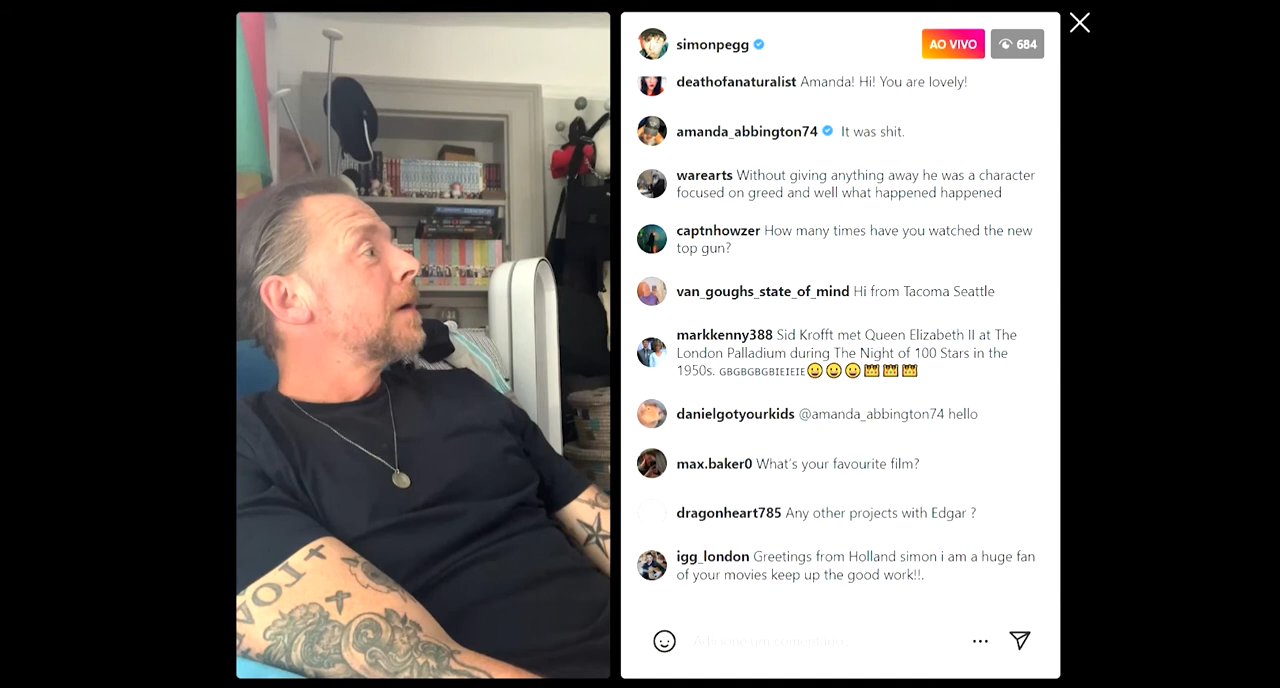 simonpegg
AO VIVO
684
deathofanaturalist Amanda! Hi! You are lovely!
amanda_abbington74 It was shit.
warearts Without giving anything away he was a character
focused on greed and well what happened happened
captnhowzer How many times have you watched the new
top gun?
van_goughs_state_of_mind Hi from Tacoma Seattle
markkenny388 Sid Krofft met Queen Elizabeth II at The
London Palladium during The Night of 100 Stars in the
1950s. GBGBGBGBIEIEIE😀😀😀👑👑👑
danielgotyourkids @amanda_abbington74 hello
max.baker0 What's your favourite film?
dragonheart785 Any other projects with Edgar ?
igg_london Greetings from Holland simon i am a huge fan
of your movies keep up the good work!!.
Adicione um comentário...